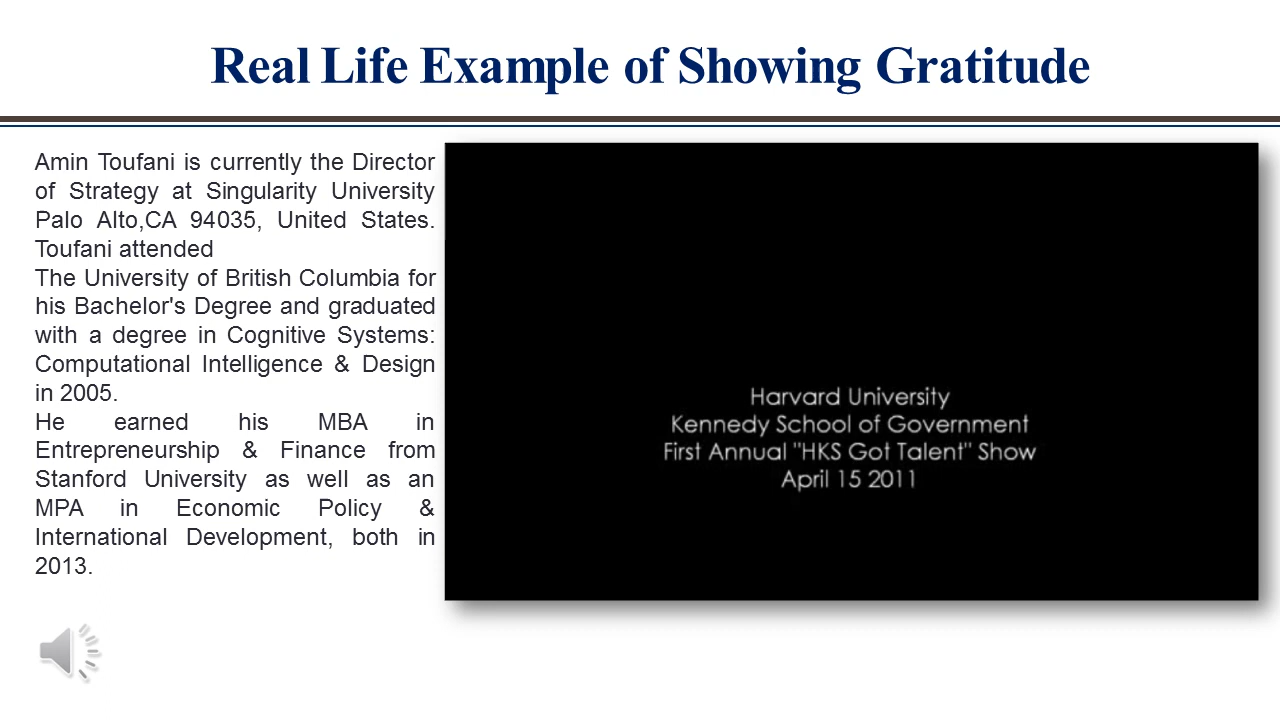 Real Life Example of Showing Gratitude
Amin Toufani is currently the Director
of Strategy at Singularity University
Palo Alto,CA 94035, United States.
Toufani attended
The University of British Columbia for
his Bachelor's Degree and graduated
with a degree in Cognitive Systems:
Computational Intelligence & Design
in 2005.
He earned his MBA in
Entrepreneurship & Finance from
Stanford University as well as an
MPA in Economic Policy &
International Development, both in
2013.
Harvard University
Kennedy School of Government
First Annual "HKS Got Talent" Show
April 15 2011